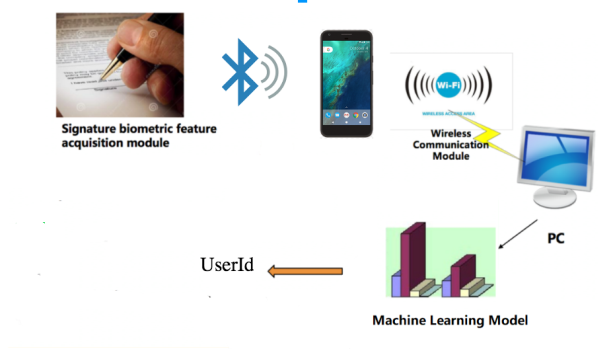 Signature biometric feature
acquisition module
Wi-Fi
WIRELESS ACCESS AREA
Wireless
Communication
Module
PC
UserId
Machine Learning Model